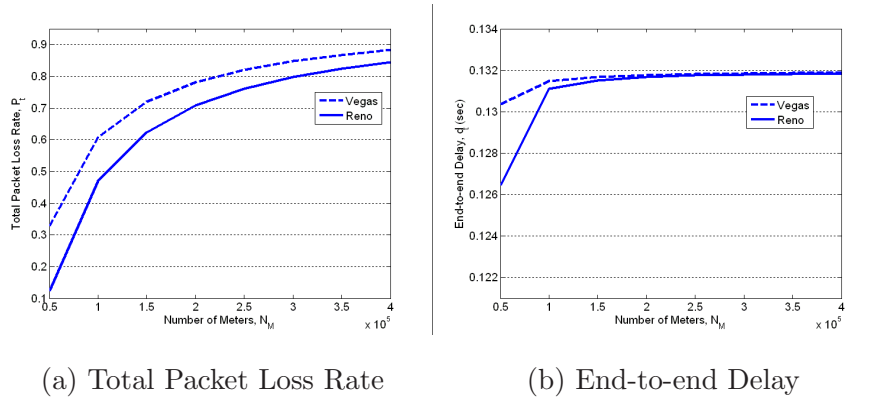 0.9
0.8
0.7
0.6
0.5
0.4
0.3
0.2
0.1
Total Packet Loss Rate, P_t
Vegas
Reno
0.5 1 1.5 2 2.5 3 3.5 4
Number of Meters, N_M
x 10^5
(a) Total Packet Loss Rate
0.134
0.132
0.13
0.128
0.126
0.124
0.122
End-to-end Delay, q_t (sec)
Vegas
Reno
0.5 1 1.5 2 2.5 3 3.5 4
Number of Meters, N_M
x 10^5
(b) End-to-end Delay